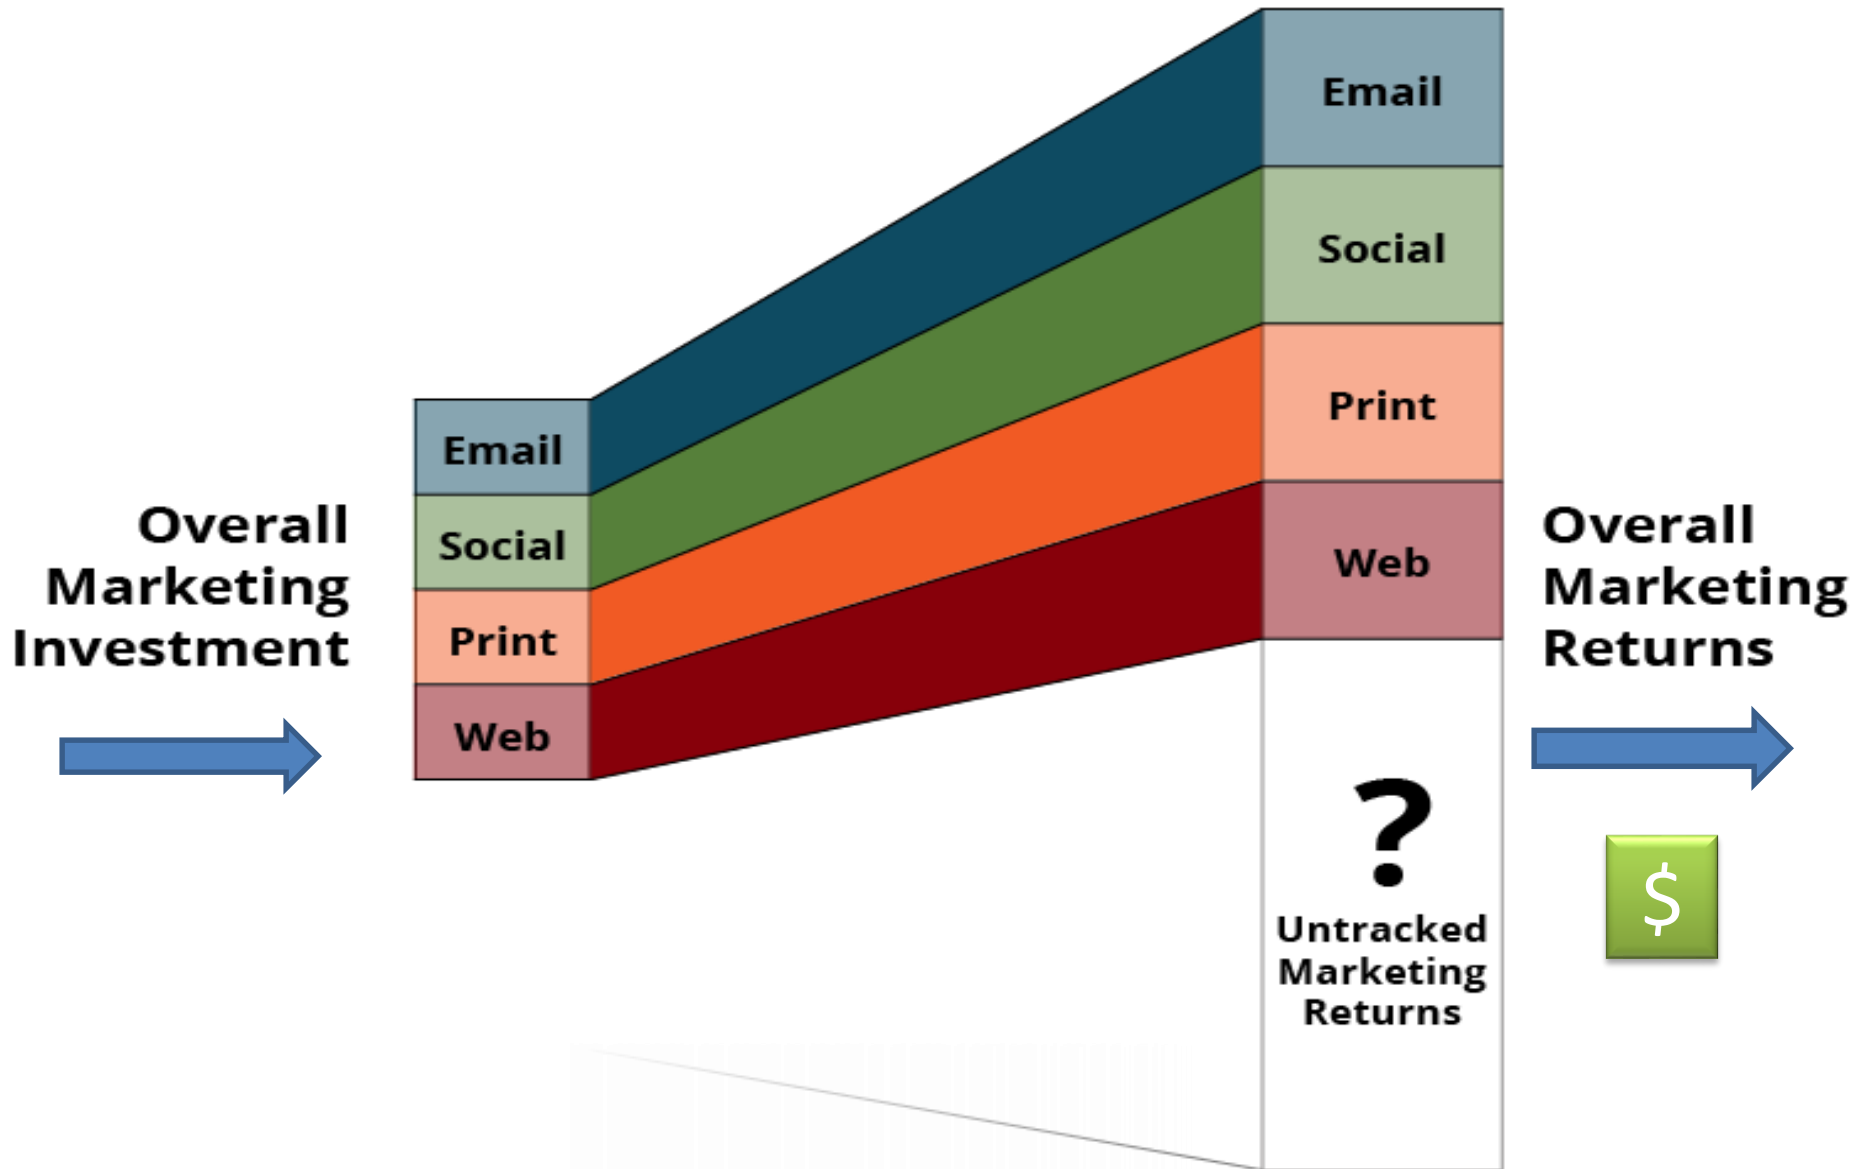 Overall
Marketing
Investment
Email
Social
Print
Web
Email
Social
Print
Web
?
Untracked
Marketing
Returns
Overall
Marketing
Returns
$